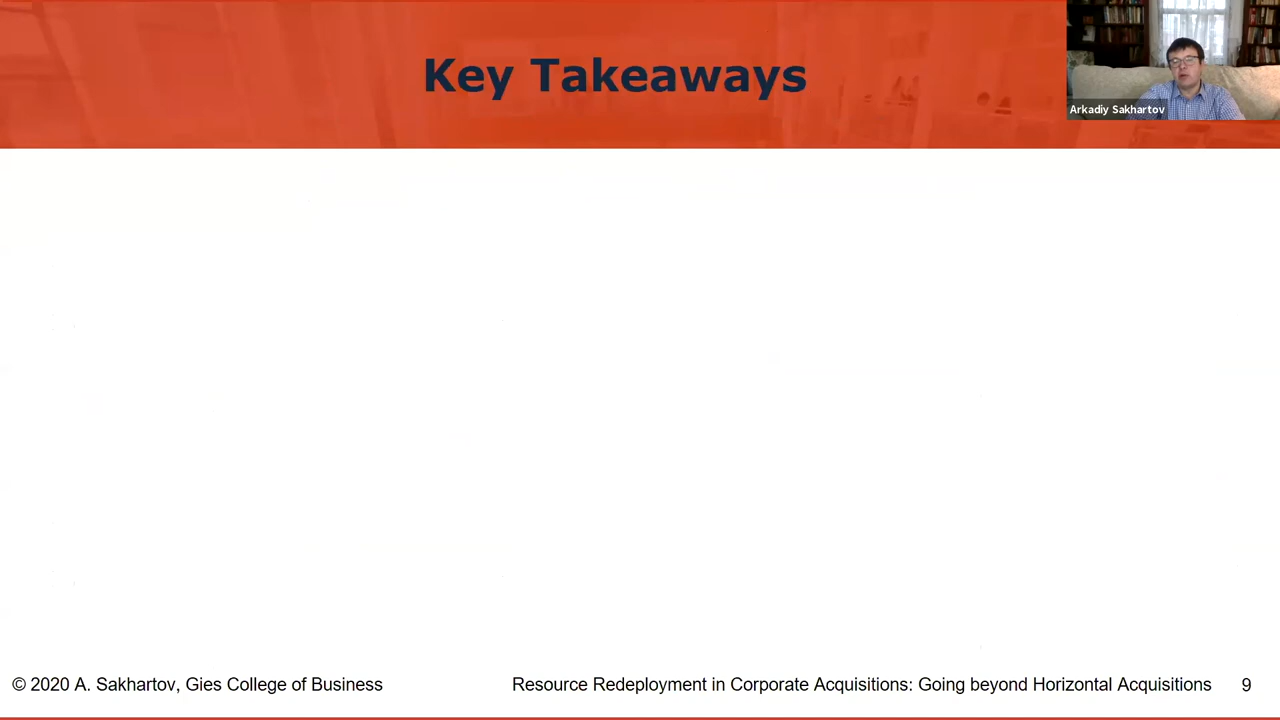 Key Takeaways
Arkadiy Sakhartov
© 2020 A. Sakhartov, Gies College of Business
Resource Redeployment in Corporate Acquisitions: Going beyond Horizontal Acquisitions
9